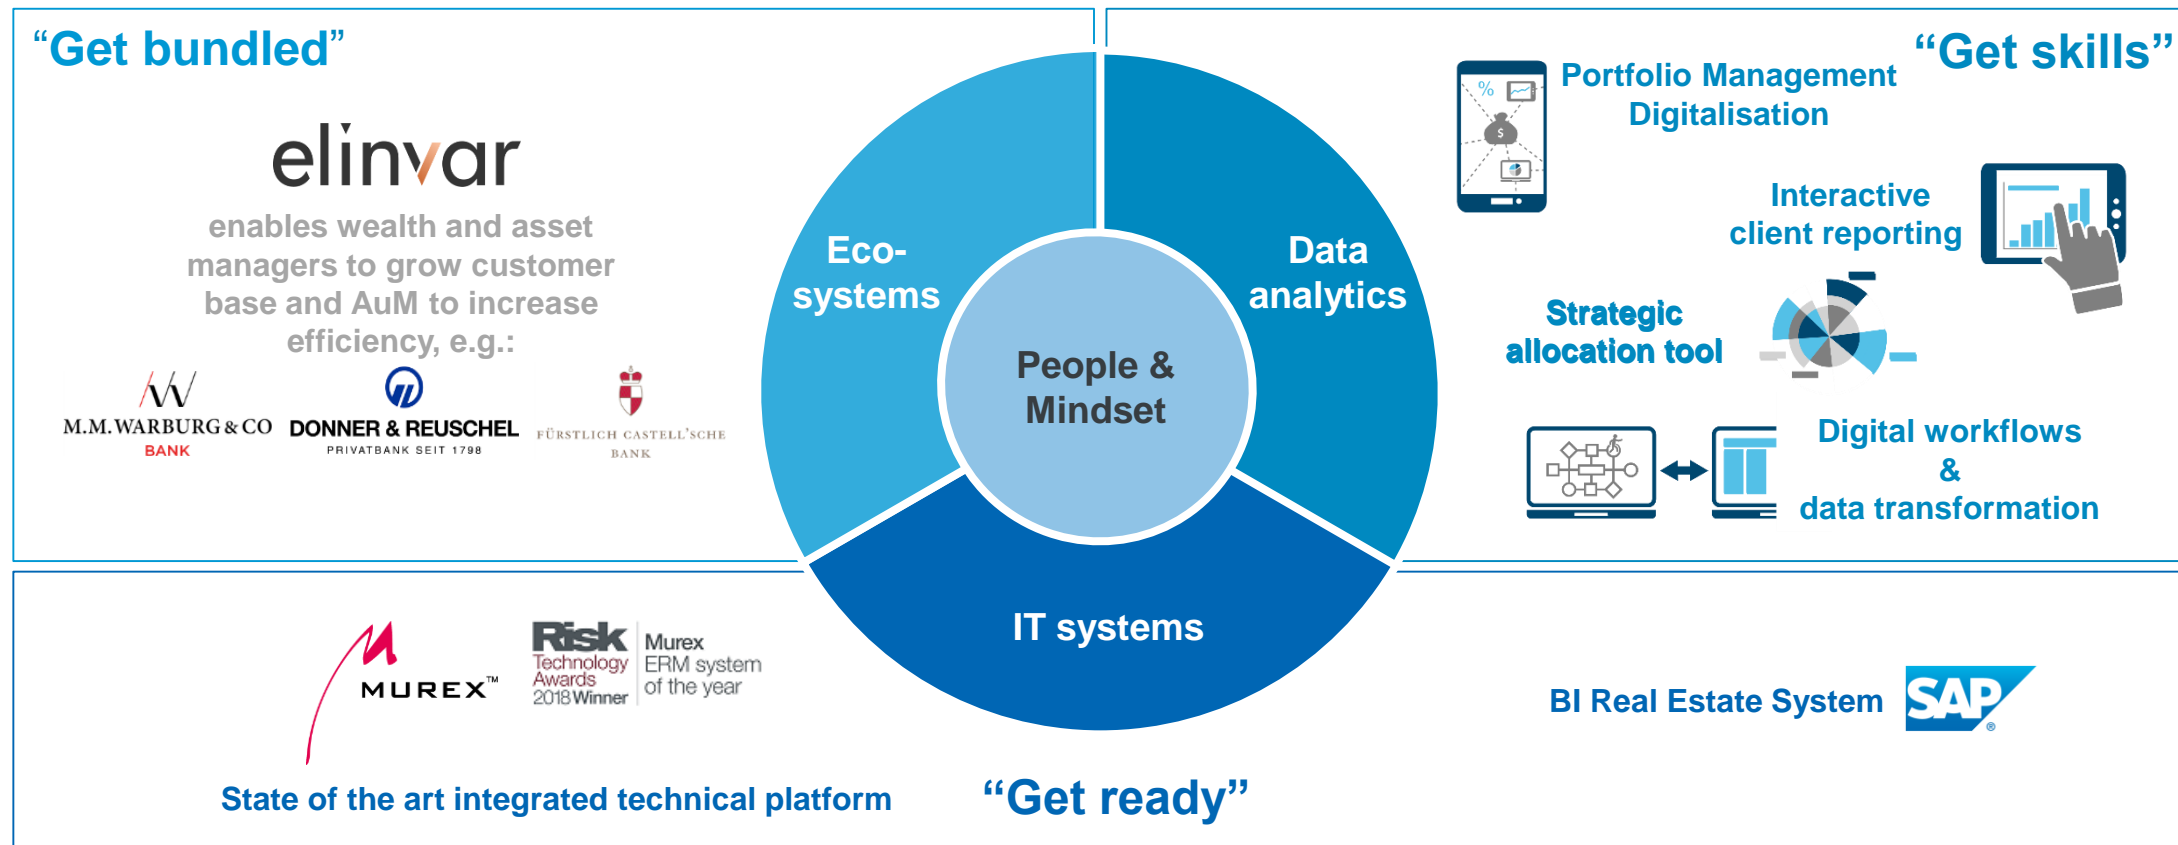 “Get bundled”
elinvar
enables wealth and asset
managers to grow customer
base and AuM to increase
efficiency, e.g.:
M.M.WARBURG & CO
BANK
DONNER & REUSCHEL
PRIVATBANK SEIT 1798
FÜRSTLICH CASTELL'SCHE
BANK
Eco-
systems
Data
analytics
People &
Mindset
IT systems
“Get skills”
%
$
Portfolio Management
Digitalisation
Interactive
client reporting
Strategic
allocation tool
Digital workflows
&
data transformation
MUREX™
Risk
Technology
Awards
2018 Winner
Murex
ERM system
of the year
State of the art integrated technical platform
“Get ready”
BI Real Estate System
SAP®